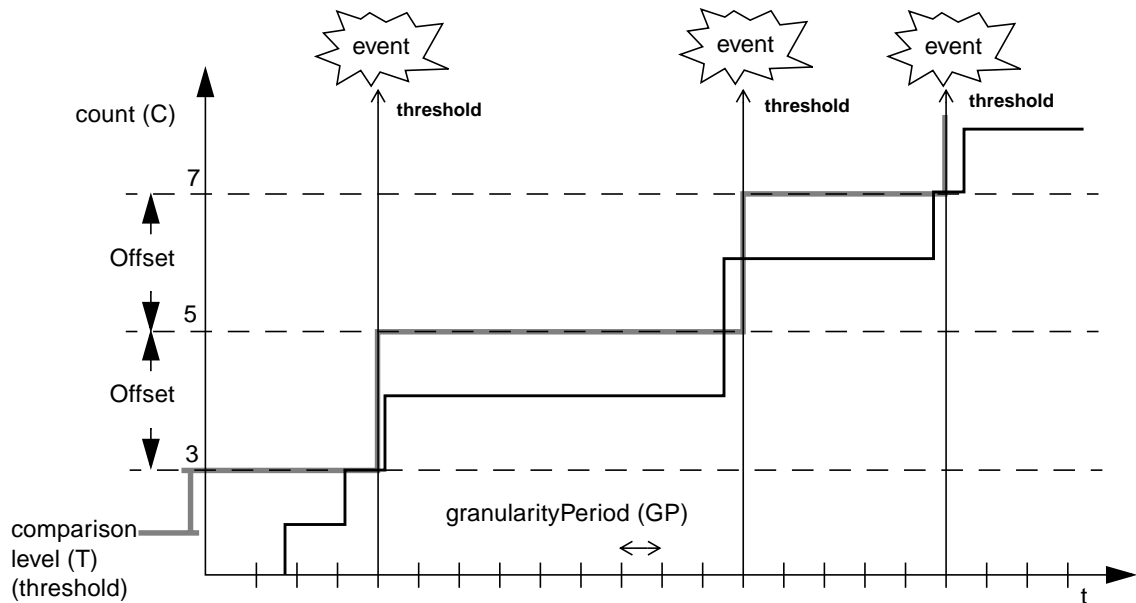 event
event
event
threshold
threshold
threshold
count (C)
7
Offset
5
Offset
3
granularityPeriod (GP)
comparison
level (T)
(threshold)
t